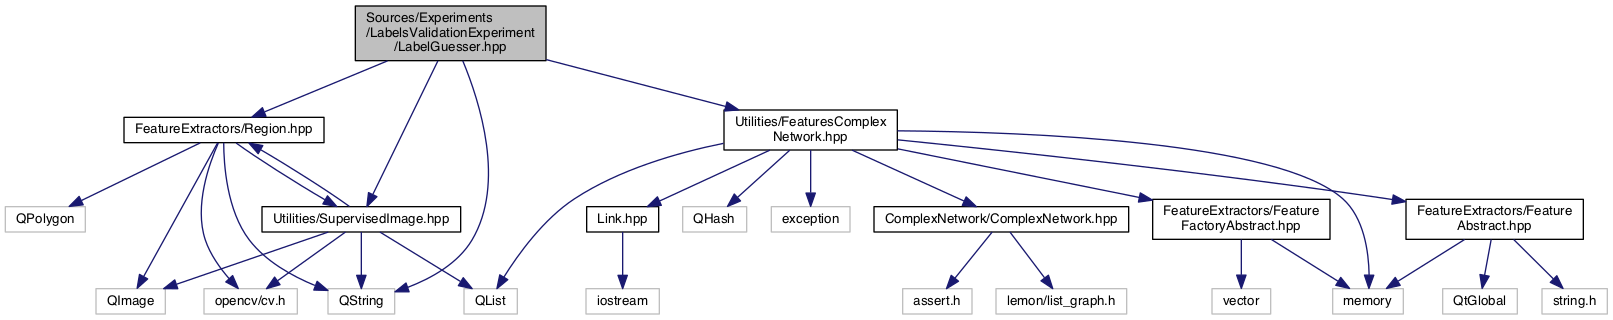 Sources/Experiments
/LabelsValidationExperiment
/LabelGuesser.hpp
FeatureExtractors/Region.hpp
Utilities/FeaturesComplex
Network.hpp
QPolygon
Utilities/SupervisedImage.hpp
Link.hpp
QHash
exception
ComplexNetwork/ComplexNetwork.hpp
FeatureExtractors/Feature
FactoryAbstract.hpp
FeatureExtractors/Feature
Abstract.hpp
QImage
opencv/cv.h
QString
QList
iostream
assert.h
lemon/list_graph.h
vector
memory
QtGlobal
string.h